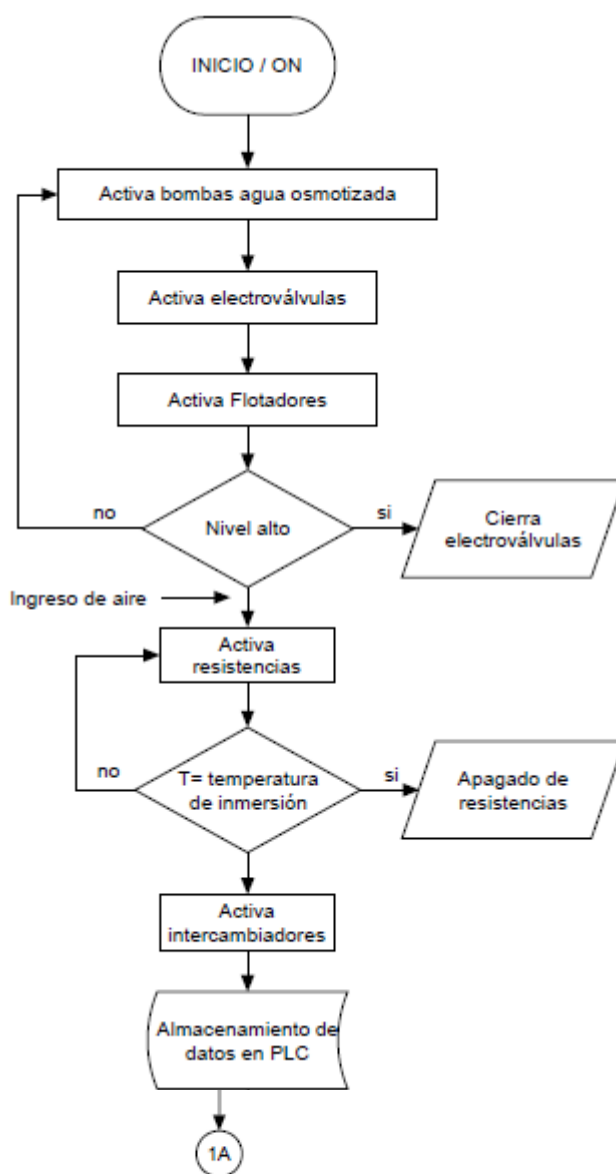 INICIO / ON
Activa bombas agua osmotizada
Activa electroválvulas
Activa Flotadores
no
Nivel alto
si
Cierra
electroválvulas
Ingreso de aire
Activa
resistencias
no
T= temperatura
de inmersión
si
Apagado de
resistencias
Activa
intercambiadores
Almacenamiento de
datos en PLC
1A